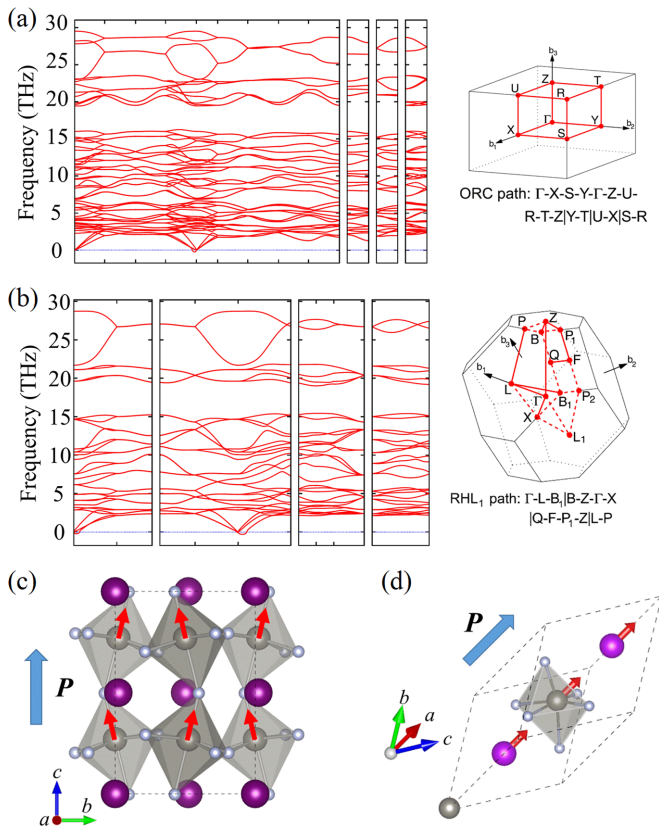 (a)
Frequency (THz)
30
25
20
15
10
5
0
b₃
Z
T
U
R
Γ
Y
b₂
X
S
b₁
ORC path: Γ-X-S-Y-Γ-Z-U-
R-T-Z|Y-T|U-X|S-R
(b)
Frequency (THz)
30
25
20
15
10
5
0
P
Z
B
P₁
b₃
Q
F
b₂
b₁
L
Γ
B₁
P₂
X
L₁
RHL₁ path: Γ-L-B₁|B-Z-Γ-X
|Q-F-P₁-Z|L-P
(c)
P
c
a
b
(d)
P
b
a
c